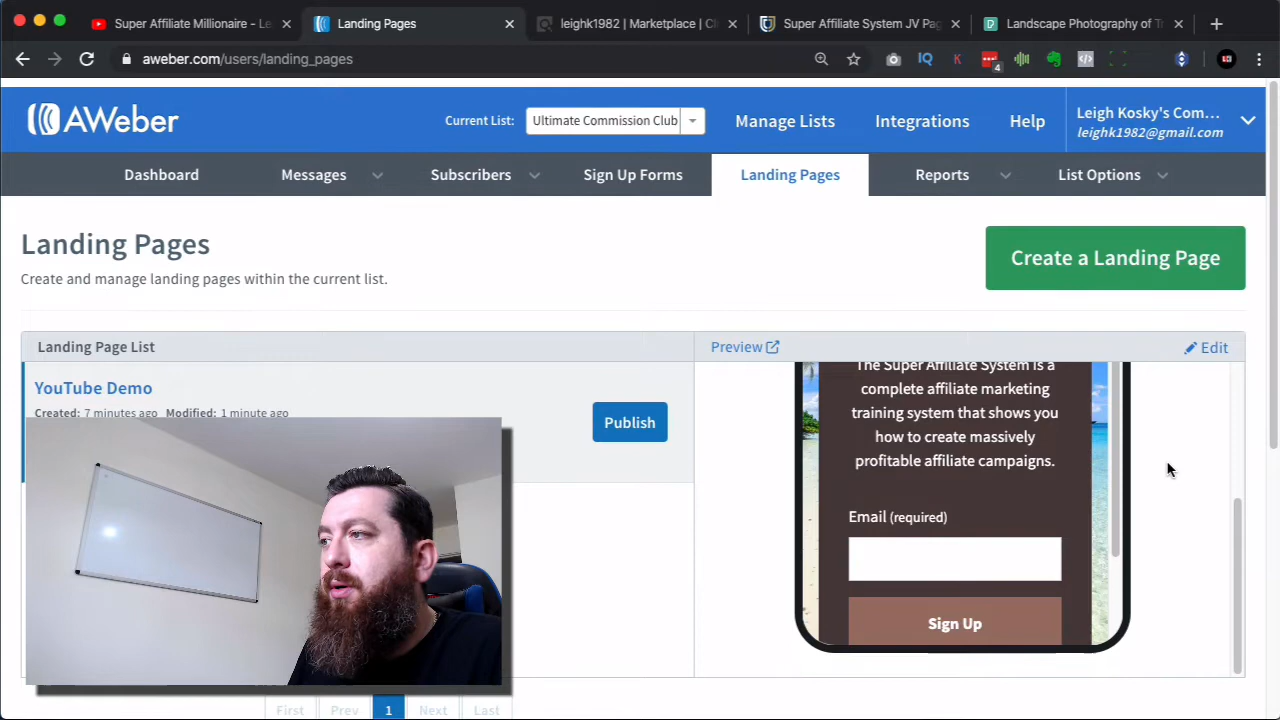 Super Affiliate Millionaire - Le
Landing Pages
leighk1982 | Marketplace | Cl
Super Affiliate System JV Pag
Landscape Photography of Tr
aweber.com/users/landing_pages
IQ
K
4
AWeber
Current List:
Ultimate Commission Club
Manage Lists
Integrations
Help
Leigh Kosky's Com...
leighk1982@gmail.com
Dashboard
Messages
Subscribers
Sign Up Forms
Landing Pages
Reports
List Options
Landing Pages
Create and manage landing pages within the current list.
Create a Landing Page
Landing Page List
Preview
Edit
YouTube Demo
Created: 7 minutes ago Modified: 1 minute ago
Publish
The Super Affiliate System is a
complete affiliate marketing
training system that shows you
how to create massively
profitable affiliate campaigns.
Email (required)
Sign Up
First
Prev
1
Next
Last